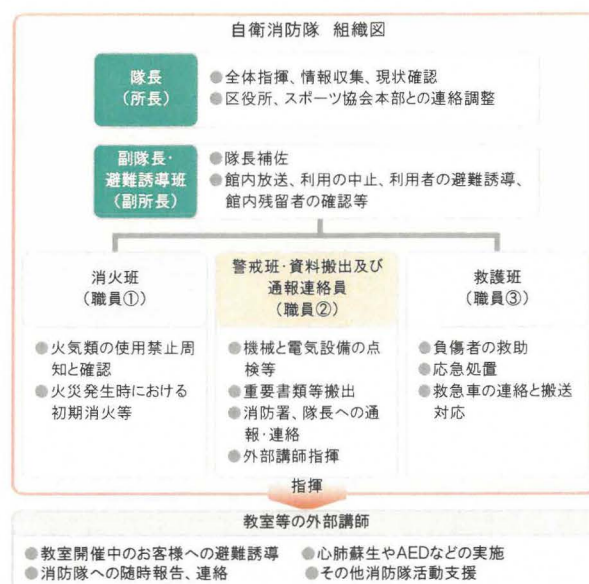 自衛消防隊 組織図
隊長
（所長）
●全体指揮、情報収集、現状確認
●区役所、スポーツ協会本部との連絡調整
副隊長・
避難誘導班
（副所長）
●隊長補佐
●館内放送、利用の中止、利用者の避難誘導、
館内残留者の確認等
消火班
（職員①）
●火気類の使用禁止周
知と確認
●火災発生時における
初期消火等
警戒班・資料搬出及び
通報連絡員
（職員②）
●機械と電気設備の点
検等
●重要書類等搬出
●消防署、隊長への通
報・連絡
●外部講師指揮
救護班
（職員③）
●負傷者の救助
●応急処置
●救急車の連絡と搬送
対応
指揮
教室等の外部講師
●教室開催中のお客様への避難誘導
●消防隊への随時報告、連絡
●心肺蘇生やAEDなどの実施
●その他消防隊活動支援